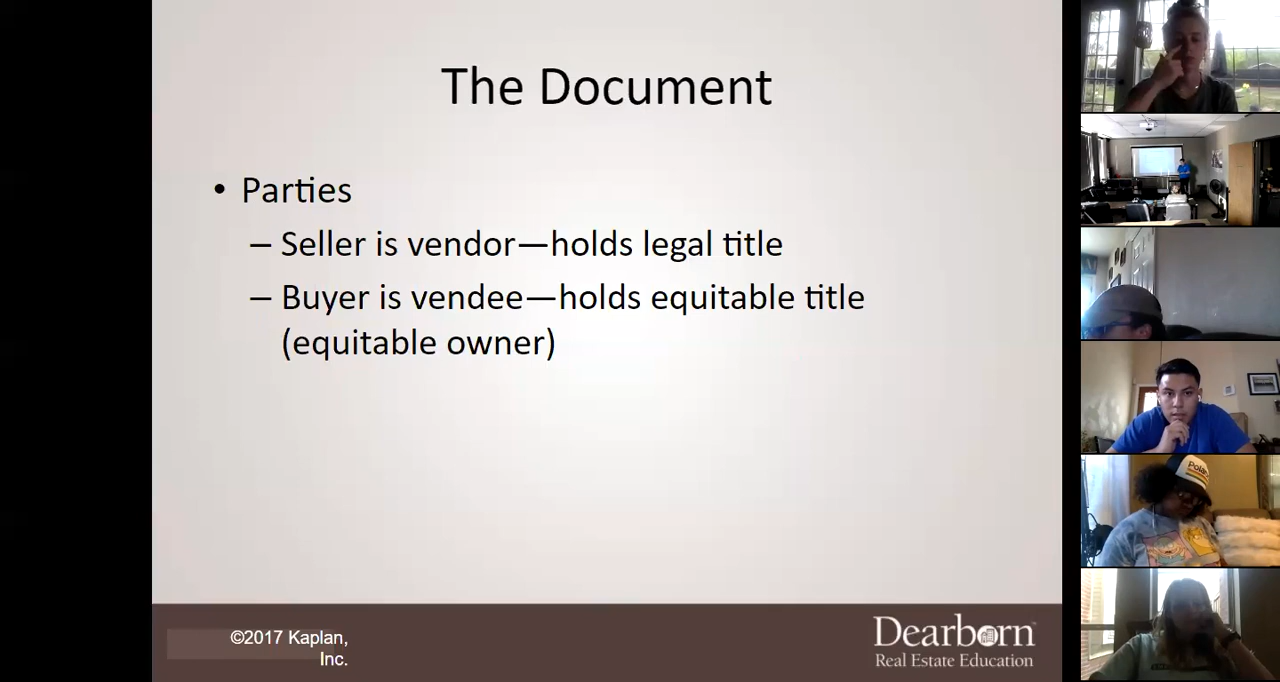 The Document
• Parties
– Seller is vendor—holds legal title
– Buyer is vendee—holds equitable title
(equitable owner)
©2017 Kaplan,
Inc.
Dearborn
Real Estate Education